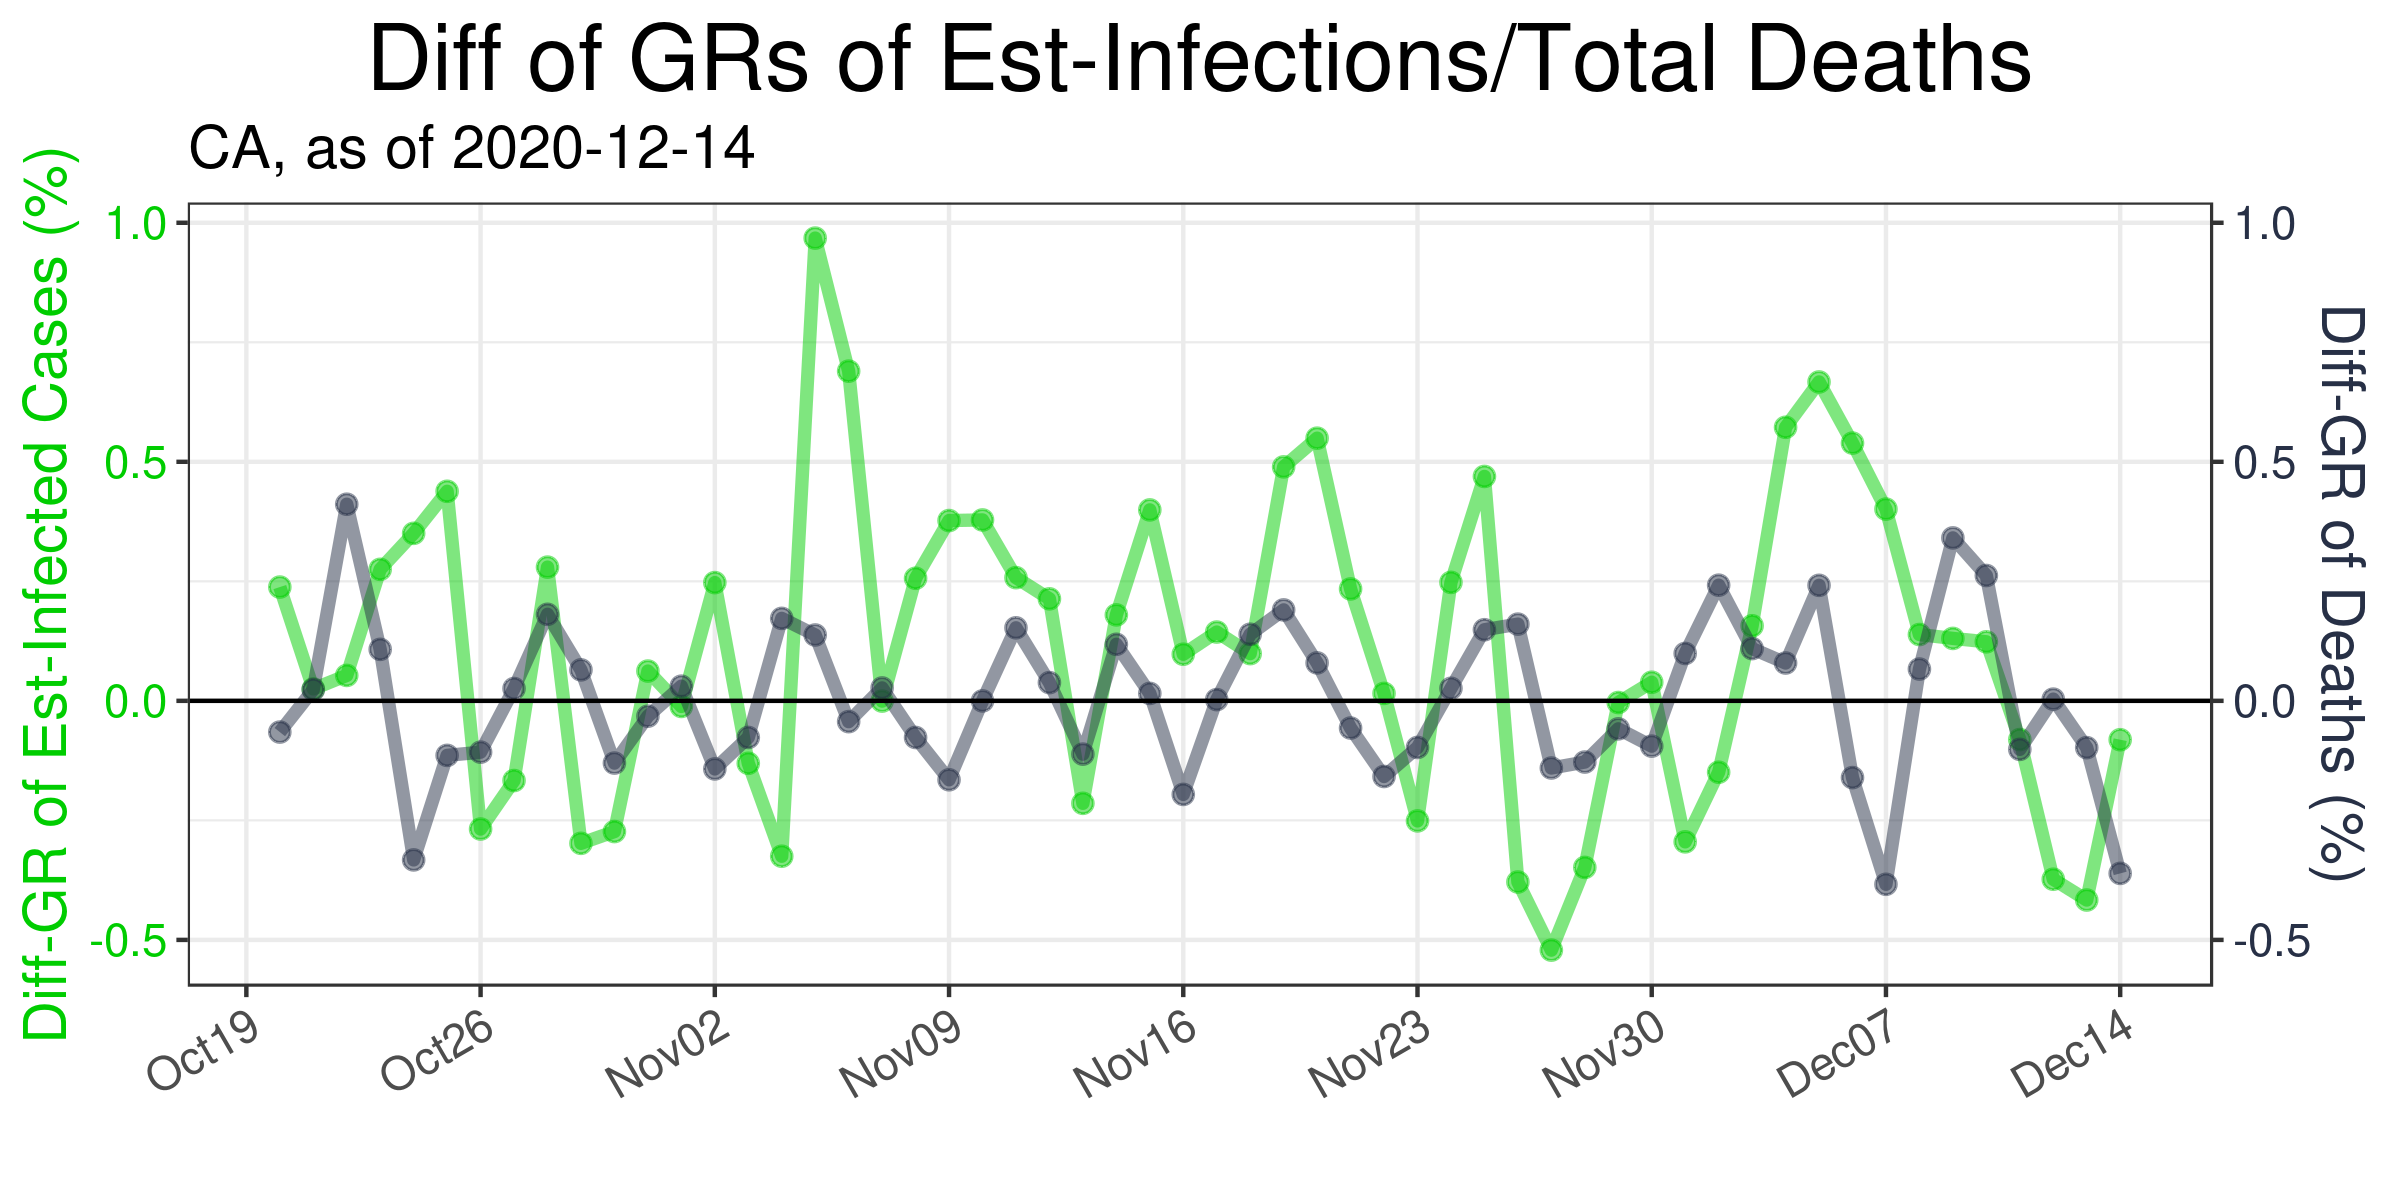 Diff of GRs of Est-Infections/Total Deaths
CA, as of 2020-12-14
Diff-GR of Est-Infected Cases (%)
1.0
0.5
0.0
-0.5
1.0
0.5
0.0
-0.5
Diff-GR of Deaths (%)
Oct19
Oct26
Nov02
Nov09
Nov16
Nov23
Nov30
Dec07
Dec14